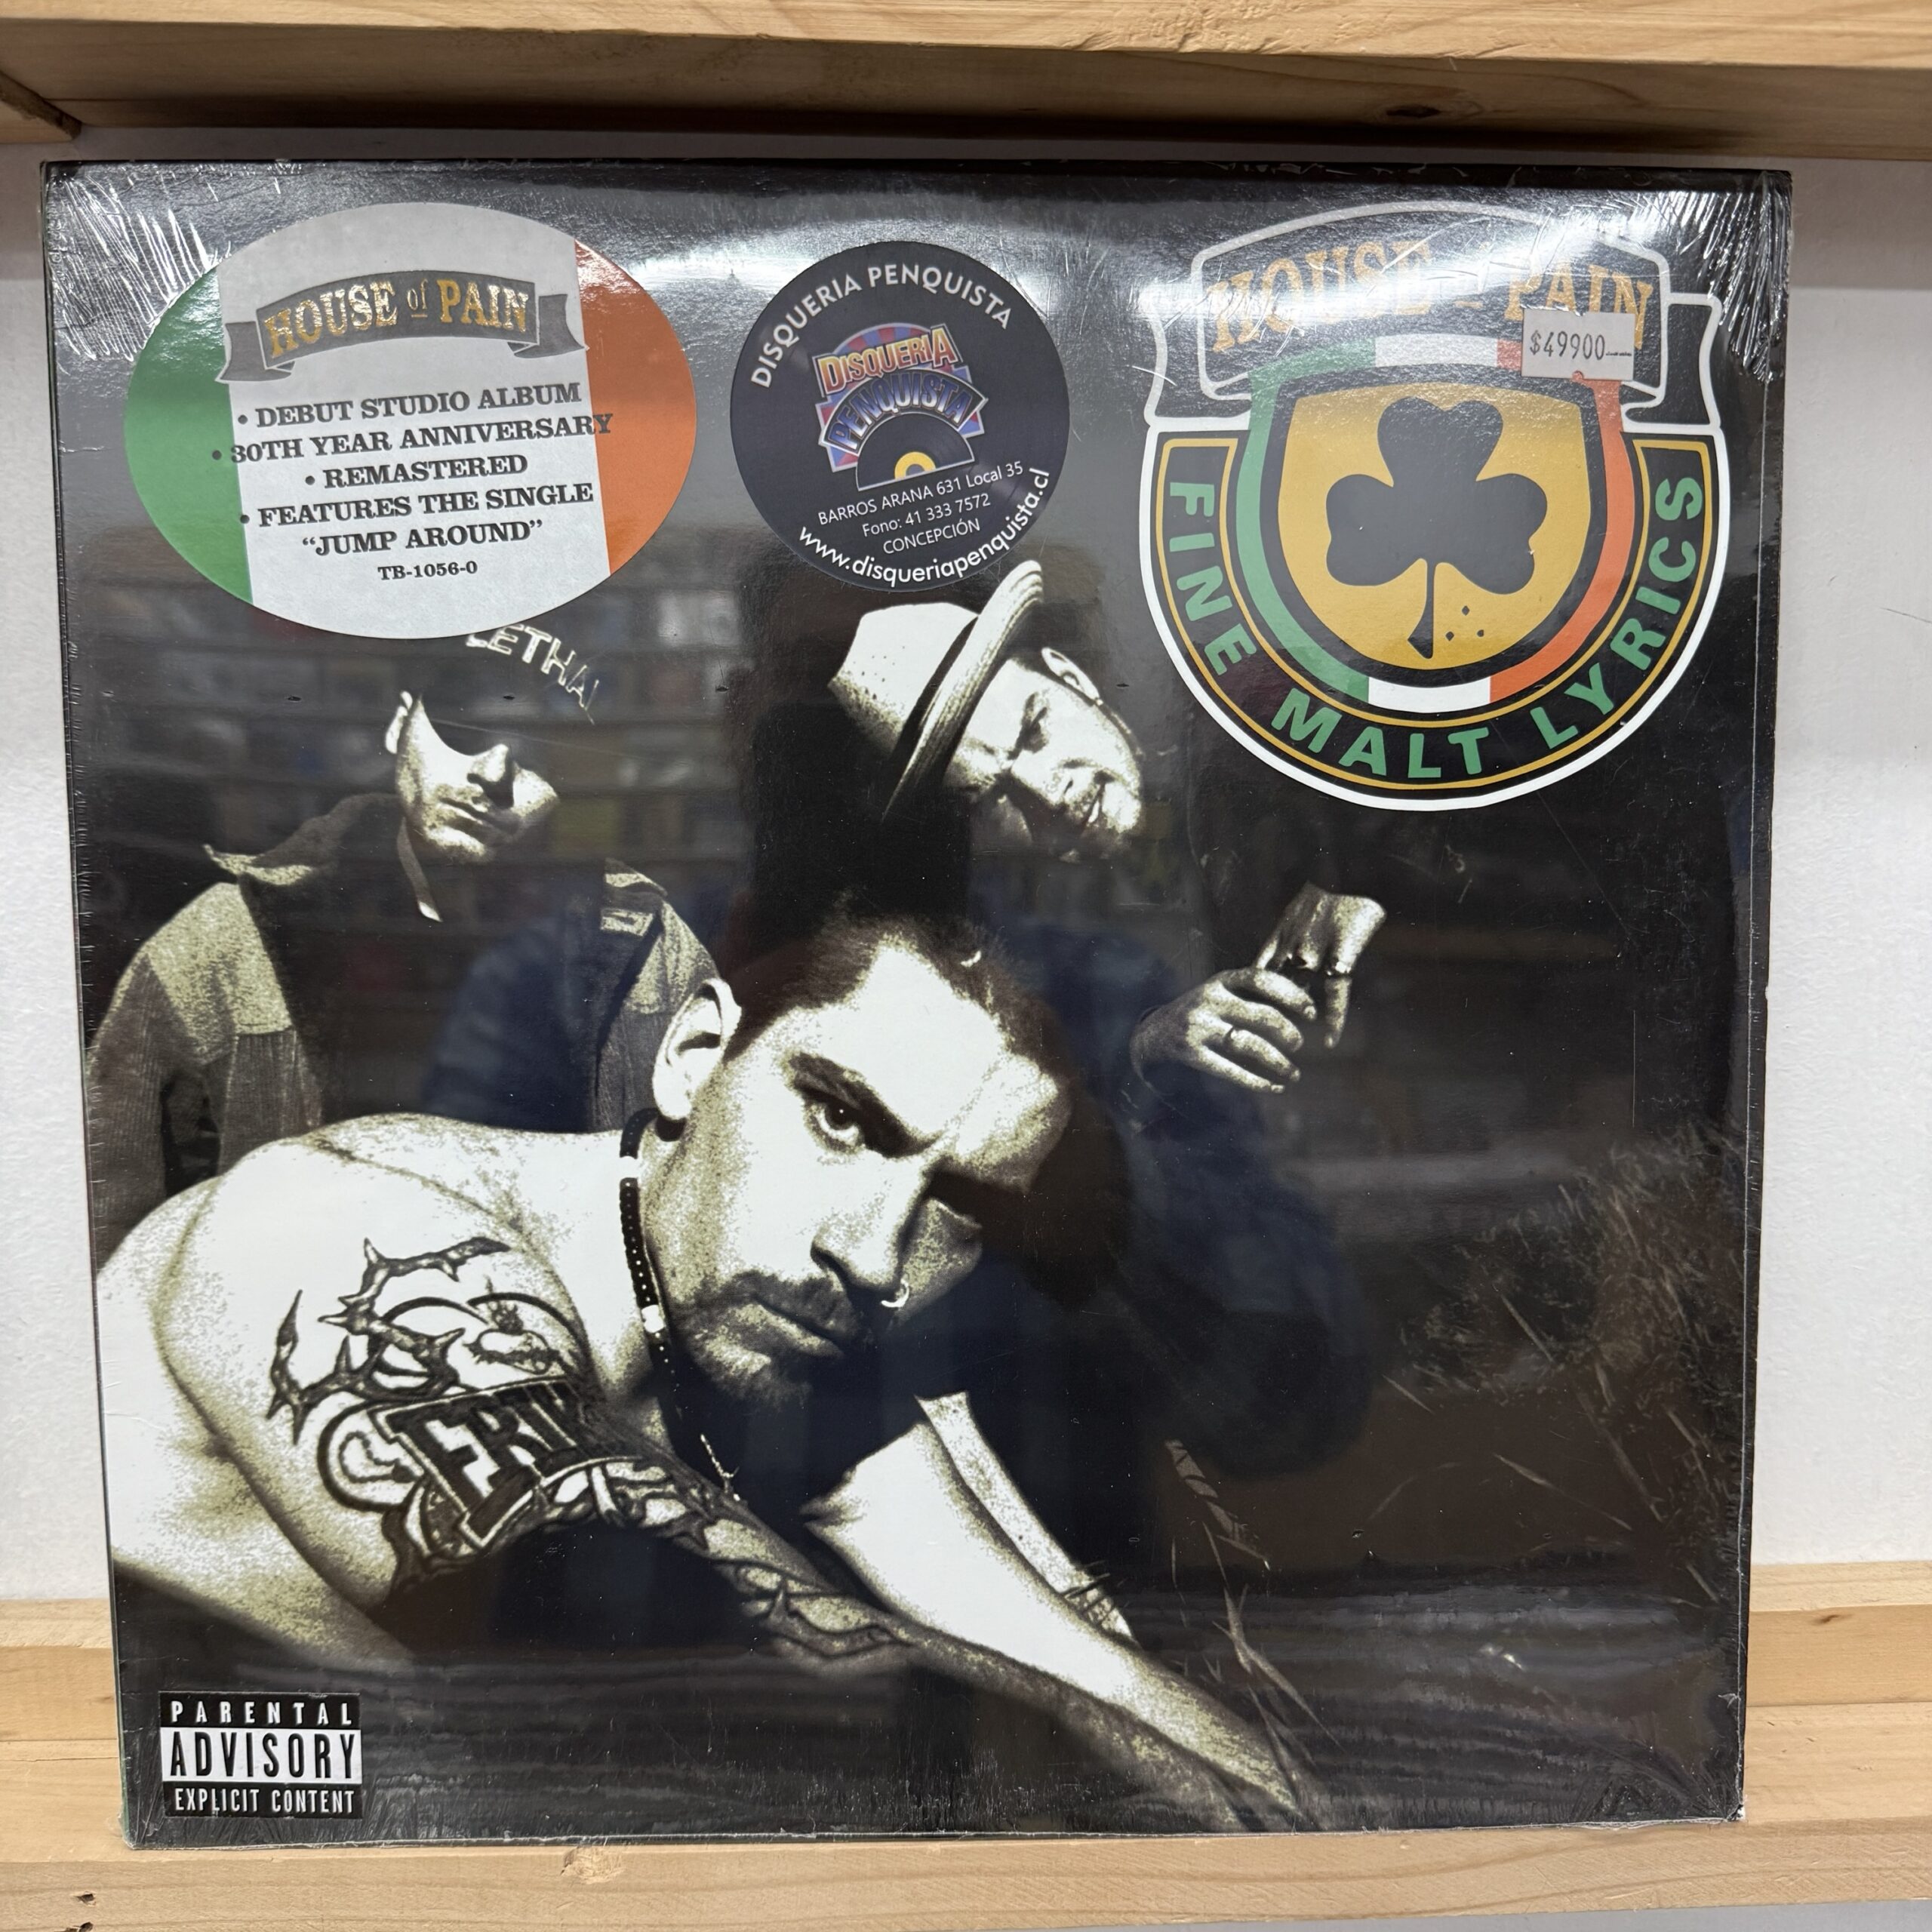 HOUSE of PAIN
• DEBUT STUDIO ALBUM
• 30TH YEAR ANNIVERSARY
• REMASTERED
• FEATURES THE SINGLE
"JUMP AROUND"
TB-1056-0
DISQUERIA PENQUISTA
DISQUERIA
PENQUISTA
BARROS ARANA 631 Local 35
Fono: 41 333 7572
CONCEPCIÓN
www.disqueriapenquista.cl
HOUSE of PAIN
$49900
FINE MALT LYRICS
LETHAL
ERIK
PARENTAL
ADVISORY
EXPLICIT CONTENT